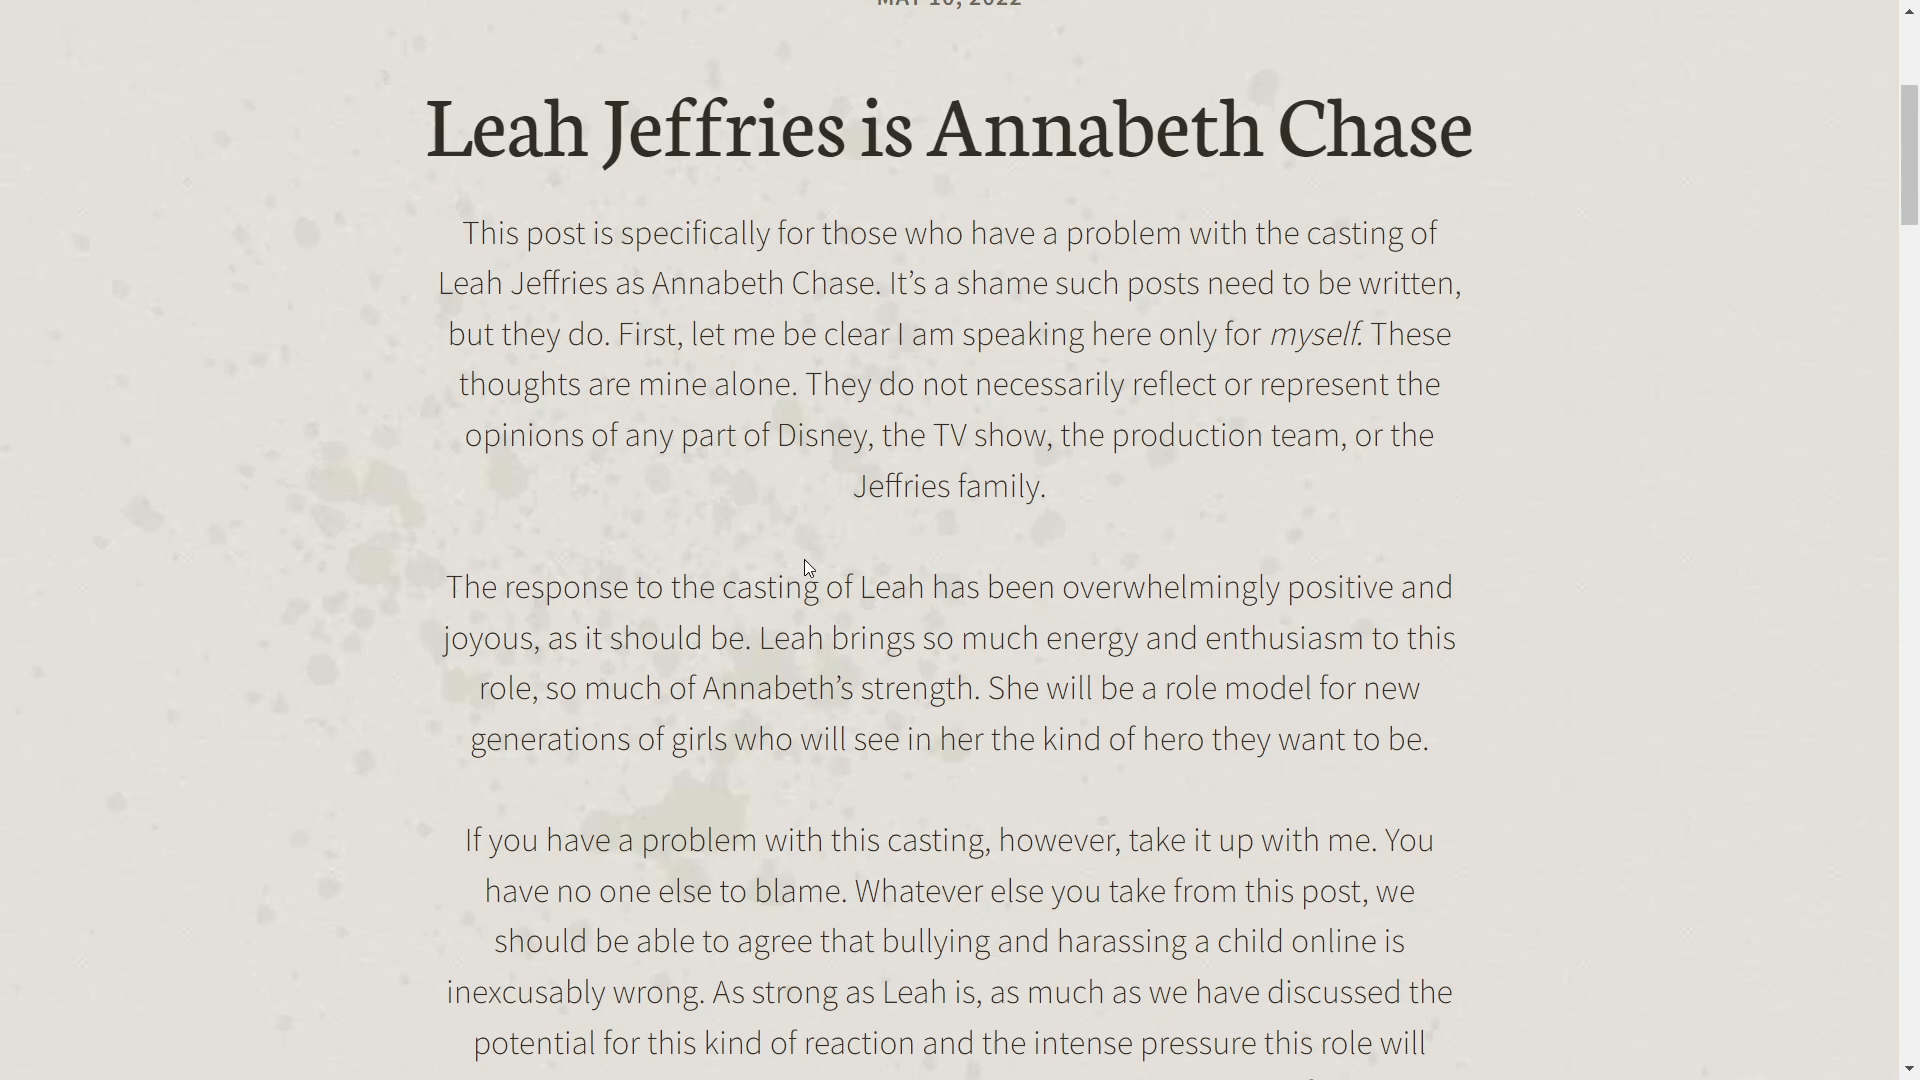 MAY 10, 2022
Leah Jeffries is Annabeth Chase
This post is specifically for those who have a problem with the casting of
Leah Jeffries as Annabeth Chase. It’s a shame such posts need to be written,
but they do. First, let me be clear I am speaking here only for myself. These
thoughts are mine alone. They do not necessarily reflect or represent the
opinions of any part of Disney, the TV show, the production team, or the
Jeffries family.
The response to the casting of Leah has been overwhelmingly positive and
joyous, as it should be. Leah brings so much energy and enthusiasm to this
role, so much of Annabeth’s strength. She will be a role model for new
generations of girls who will see in her the kind of hero they want to be.
If you have a problem with this casting, however, take it up with me. You
have no one else to blame. Whatever else you take from this post, we
should be able to agree that bullying and harassing a child online is
inexcusably wrong. As strong as Leah is, as much as we have discussed the
potential for this kind of reaction and the intense pressure this role will